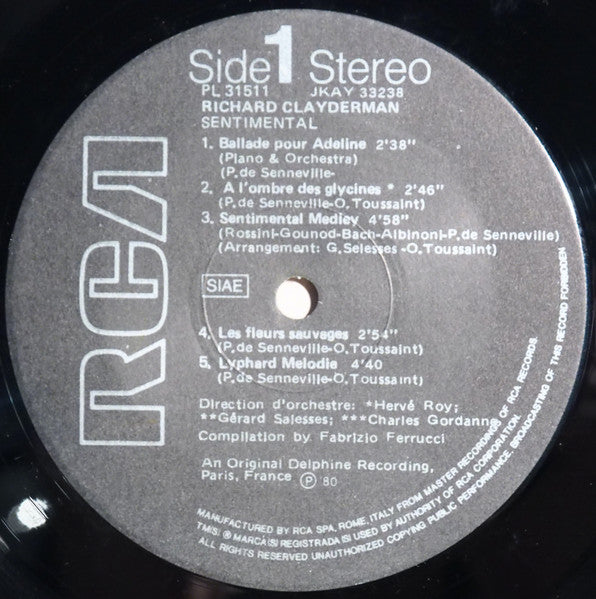 RCA
Side 1 Stereo
PL 31511 JKAY 33238
RICHARD CLAYDERMAN
SENTIMENTAL
1. Ballade pour Adeline 2'38"
(Piano & Orchestra)
(P.de Senneville-
2. A l'ombre des glycines * 2'46"
(P.de Senneville-O.Toussaint)
3. Sentimental Medley 4'58"
(Rossini-Gounod-Bach-Albinoni-P.de Senneville)
(Arrangement: G.Selesses -O.Toussaint)
SIAE
4. Les fleurs sauvages 2'54"
(P.de Senneville-O.Toussaint)
5. Lyphard Melodie 4'40
(P.de Senneville-O.Toussaint)
Direction d'orchestre: *Hervé Roy;
**Gérard Salesses; ***Charles Gordanne
Compilation by Fabrizio Ferrucci
An Original Delphine Recording,
Paris, France Ⓟ 80
MANUFACTURED BY RCA SPA, ROME, ITALY FROM MASTER RECORDINGS OF RCA RECORDS.
TM(S) ® MARCA(S) REGISTRADA(S) USED BY AUTHORITY OF RCA CORPORATION.
ALL RIGHTS RESERVED UNAUTHORIZED COPYING PUBLIC PERFORMANCE, BROADCASTING OF THIS RECORD FORBIDDEN